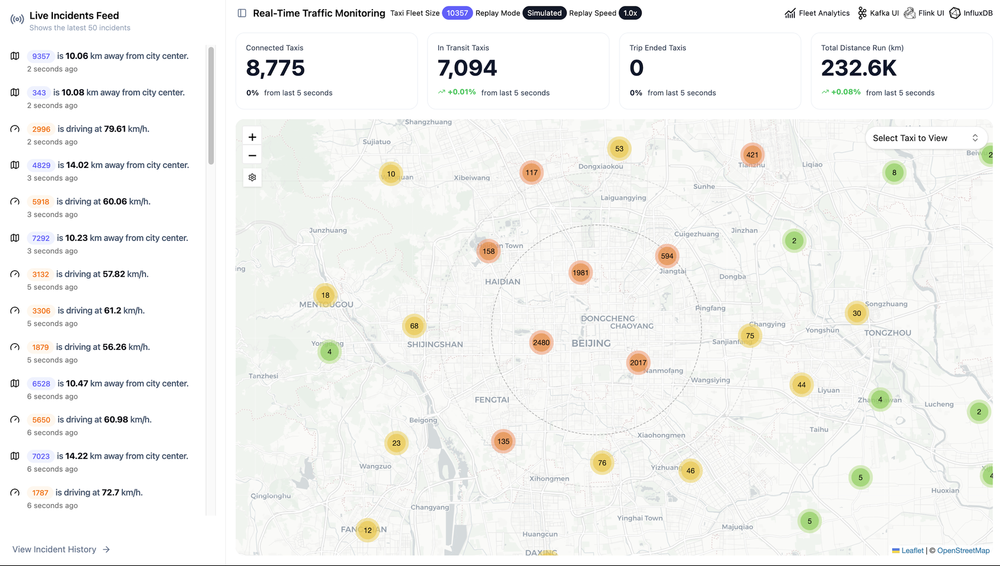 Live Incidents Feed
Shows the latest 50 incidents
9357 is 10.06 km away from city center.
2 seconds ago
343 is 10.08 km away from city center.
2 seconds ago
2996 is driving at 79.61 km/h.
2 seconds ago
4829 is 14.02 km away from city center.
3 seconds ago
5918 is driving at 60.06 km/h.
3 seconds ago
7292 is 10.23 km away from city center.
3 seconds ago
3132 is driving at 57.82 km/h.
5 seconds ago
3306 is driving at 61.2 km/h.
5 seconds ago
1879 is driving at 56.26 km/h.
5 seconds ago
6528 is 10.47 km away from city center.
6 seconds ago
5650 is driving at 60.98 km/h.
6 seconds ago
7023 is 14.22 km away from city center.
6 seconds ago
1787 is driving at 72.7 km/h.
6 seconds ago
View Incident History
Real-Time Traffic Monitoring Taxi Fleet Size 10357 Replay Mode Simulated Replay Speed 1.0x
Fleet Analytics Kafka UI Flink UI InfluxDB
Connected Taxis
8,775
0% from last 5 seconds
In Transit Taxis
7,094
+0.01% from last 5 seconds
Trip Ended Taxis
0
0% from last 5 seconds
Total Distance Run (km)
232.6K
+0.08% from last 5 seconds
+
−
Select Taxi to View
Shangzhuang
Sujiatuo
53
421
Tianzhu
2
Liqiao
8
10
117
Dongxiaokou
Xibeiwang
Sunhe
Laiguangying
Junzhuang
Jinzhan
Cuigezhuang
2
158
Town
594
Jiangtai
1981
HAIDIAN
Dongba
18
MENTOUGOU
Pingfang
Songzhuang
30
DONGCHENG
CHAOYANG
68
Changying
Yongshun
TONGZHOU
75
Sanjianfang
SHIJINGSHAN
2480
BEIJING
Yongding
4
2017
Nanmofang
Tanzhesi
Wangsiying
44
Liyuan
FENGTAI
4
Lucheng
2
Beigong
Taihu
Xiaohongmen
23
135
Wangzuo
76
Yizhuang
46
Xihongmen
5
4
Huoxian
Qinglonghu
Changyang
Yinghai Town
5
Majuqiao
12
Huangcun
DAXING
Leaflet | © OpenStreetMap